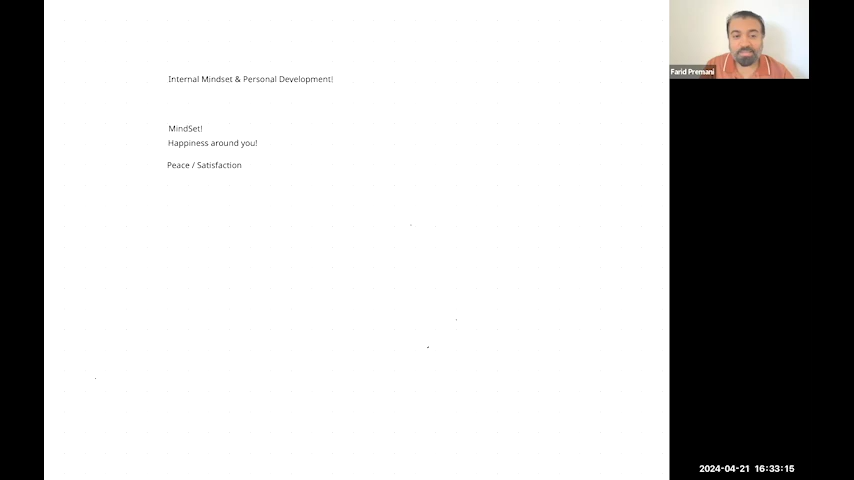 Internal Mindset & Personal Development!
MindSet!
Happiness around you!
Peace / Satisfaction
Farid Premani
2024-04-21 16:33:15